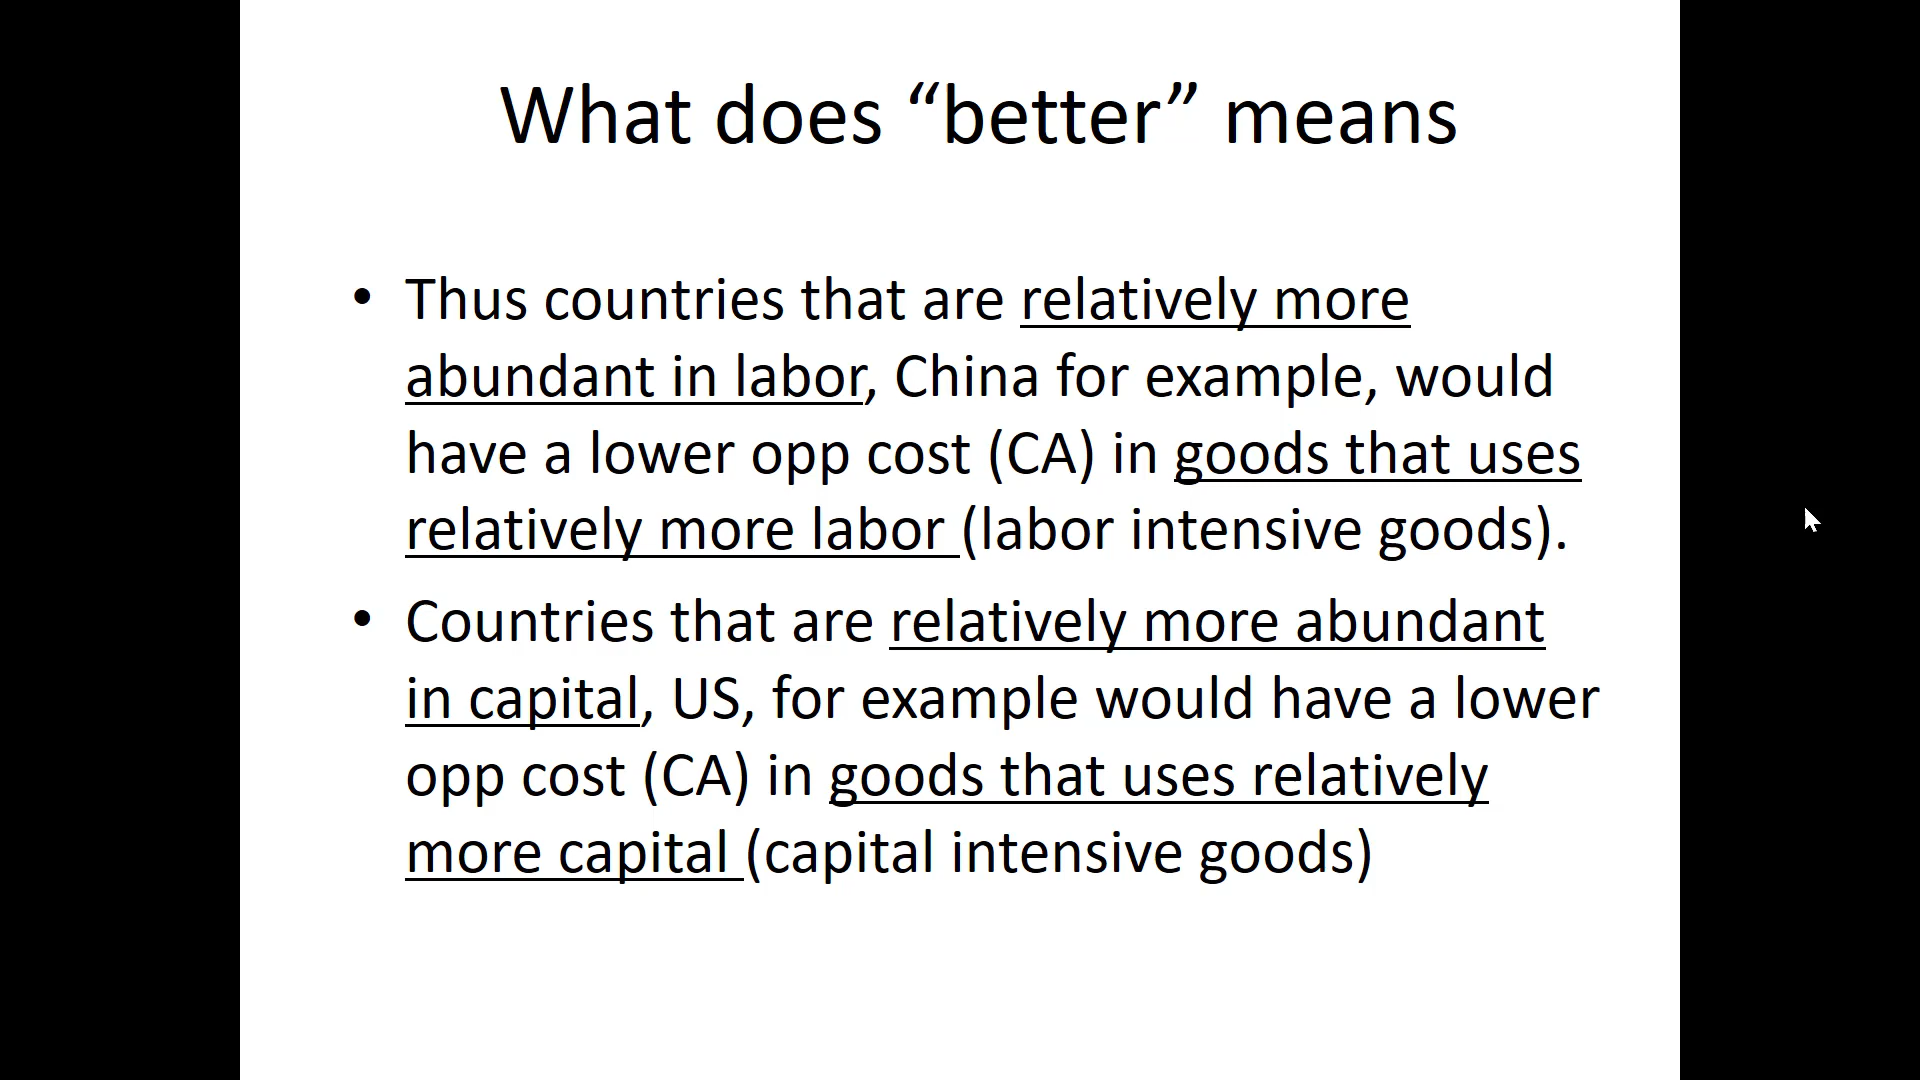 What does “better” means
• Thus countries that are relatively more
abundant in labor, China for example, would
have a lower opp cost (CA) in goods that uses
relatively more labor (labor intensive goods).
• Countries that are relatively more abundant
in capital, US, for example would have a lower
opp cost (CA) in goods that uses relatively
more capital (capital intensive goods)